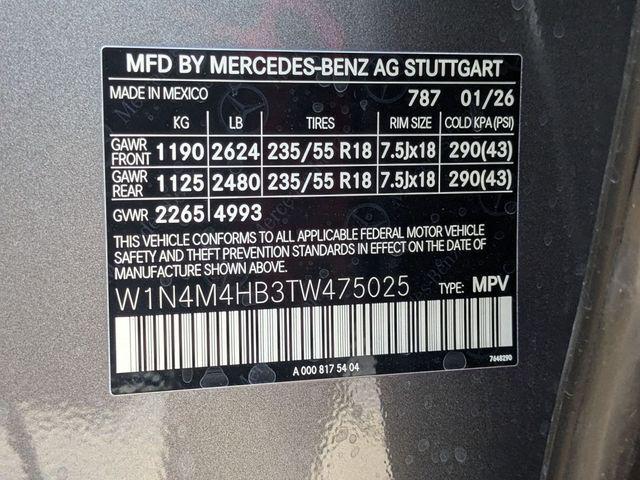 MFD BY MERCEDES-BENZ AG STUTTGART
MADE IN MEXICO 787 01/26
KG LB TIRES RIM SIZE COLD KPA(PSI)
GAWR FRONT 1190 2624 235/55 R18 7.5Jx18 290(43)
GAWR REAR 1125 2480 235/55 R18 7.5Jx18 290(43)
GVWR 2265 4993
THIS VEHICLE CONFORMS TO ALL APPLICABLE FEDERAL MOTOR VEHICLE
SAFETY AND THEFT PREVENTION STANDARDS IN EFFECT ON THE DATE OF
MANUFACTURE SHOWN ABOVE.
W1N4M4HB3TW475025 TYPE: MPV
7648290
A 000 817 54 04